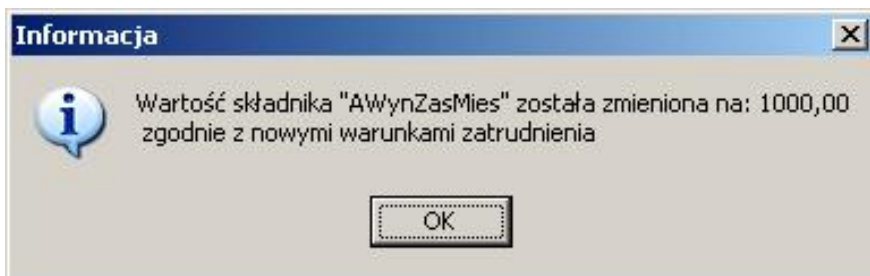 Informacja
Wartość składnika "AWynZasMies" została zmieniona na: 1000,00
zgodnie z nowymi warunkami zatrudnienia
OK